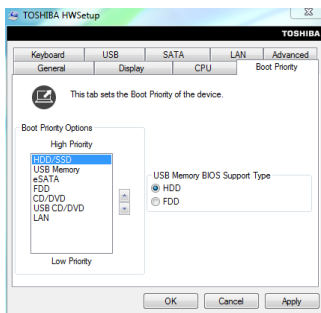 TOSHIBA HWSetup
TOSHIBA
Keyboard USB SATA LAN Advanced
General Display CPU Boot Priority
This tab sets the Boot Priority of the device.
Boot Priority Options
High Priority
HDD/SSD
USB Memory
eSATA
FDD
CD/DVD
USB CD/DVD
LAN
Low Priority
USB Memory BIOS Support Type
HDD
FDD
OK Cancel Apply